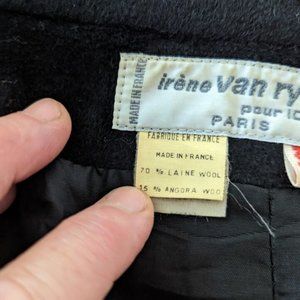 MADE IN FRANCE
irène van ry
pour ic
PARIS
FABRIQUE EN FRANCE
MADE IN FRANCE
70 % LAINE WOOL
15 % ANGORA WOO